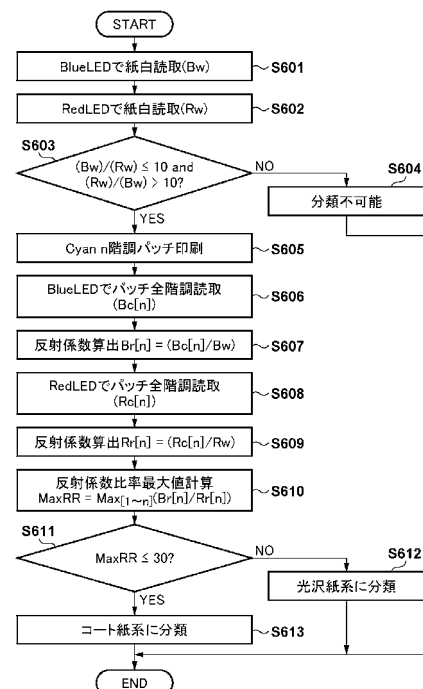 START
BlueLEDで紙白読取(Bw)
S601
RedLEDで紙白読取(Rw)
S602
S603
(Bw)/(Rw) ≤ 10 and
(Rw)/(Bw) > 10?
NO
S604
分類不可能
YES
Cyan n階調パッチ印刷
S605
BlueLEDでパッチ全階調読取
(Bc[n])
S606
反射係数算出Br[n] = (Bc[n]/Bw)
S607
RedLEDでパッチ全階調読取
(Rc[n])
S608
反射係数算出Rr[n] = (Rc[n]/Rw)
S609
反射係数比率最大値計算
MaxRR = Max[1~n](Br[n]/Rr[n])
S610
S611
MaxRR ≤ 30?
NO
S612
光沢紙系に分類
YES
コート紙系に分類
S613
END